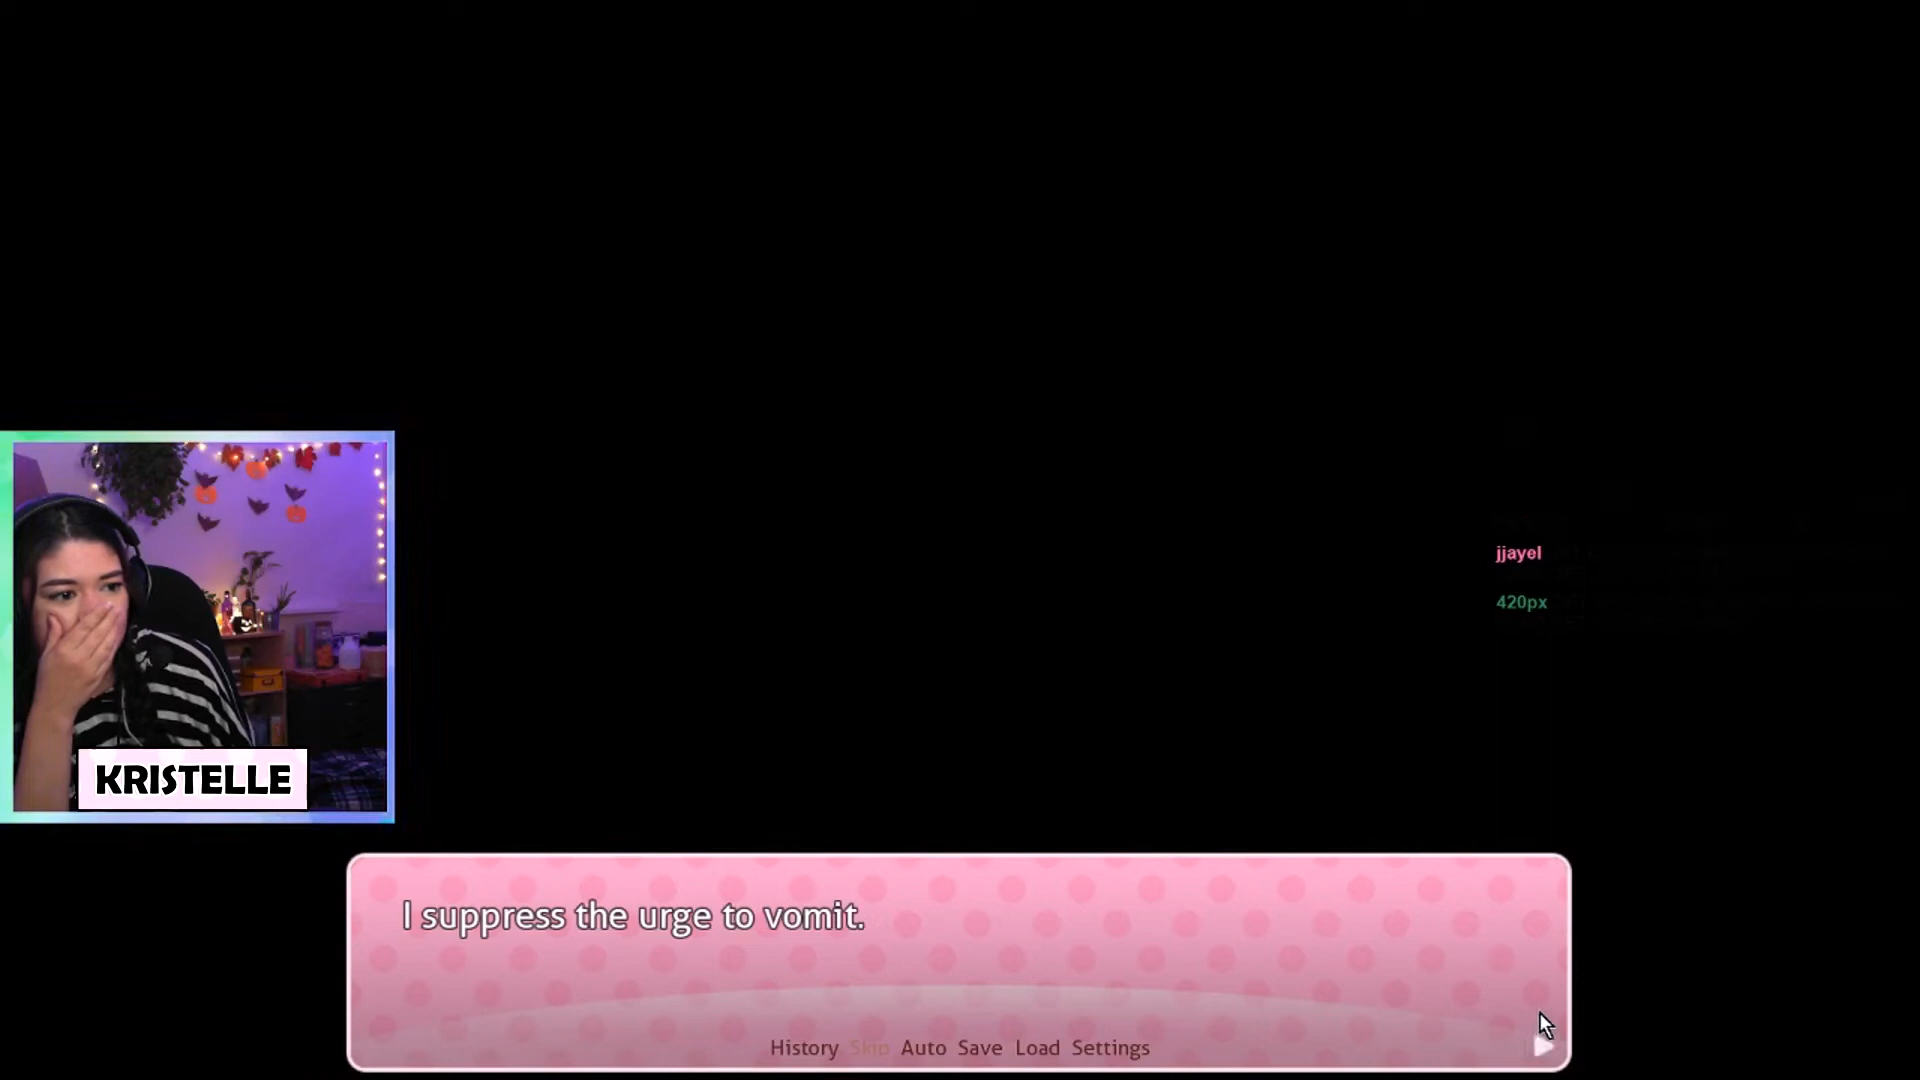 jjayel
420px
KRISTELLE
I suppress the urge to vomit.
History Skip Auto Save Load Settings